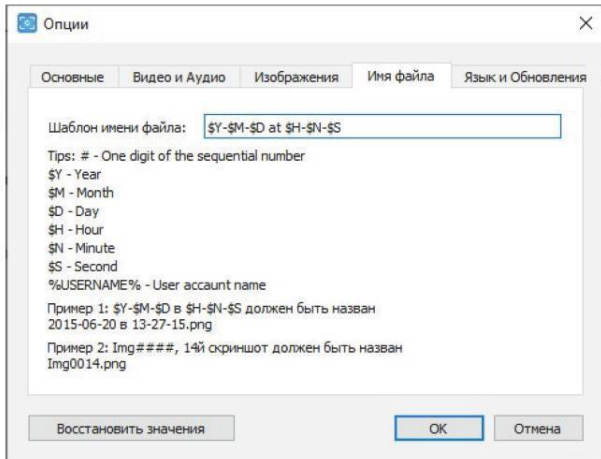 Опции
Основные Видео и Аудио Изображения Имя файла Язык и Обновления
Шаблон имени файла: $Y-$M-$D at $H-$N-$S
Tips: # - One digit of the sequential number
$Y - Year
$M - Month
$D - Day
$H - Hour
$N - Minute
$S - Second
%USERNAME% - User accaunt name
Пример 1: $Y-$M-$D в $H-$N-$S должен быть назван
2015-06-20 в 13-27-15.png
Пример 2: Img####, 14й скриншот должен быть назван
Img0014.png
Восстановить значения OK Отмена